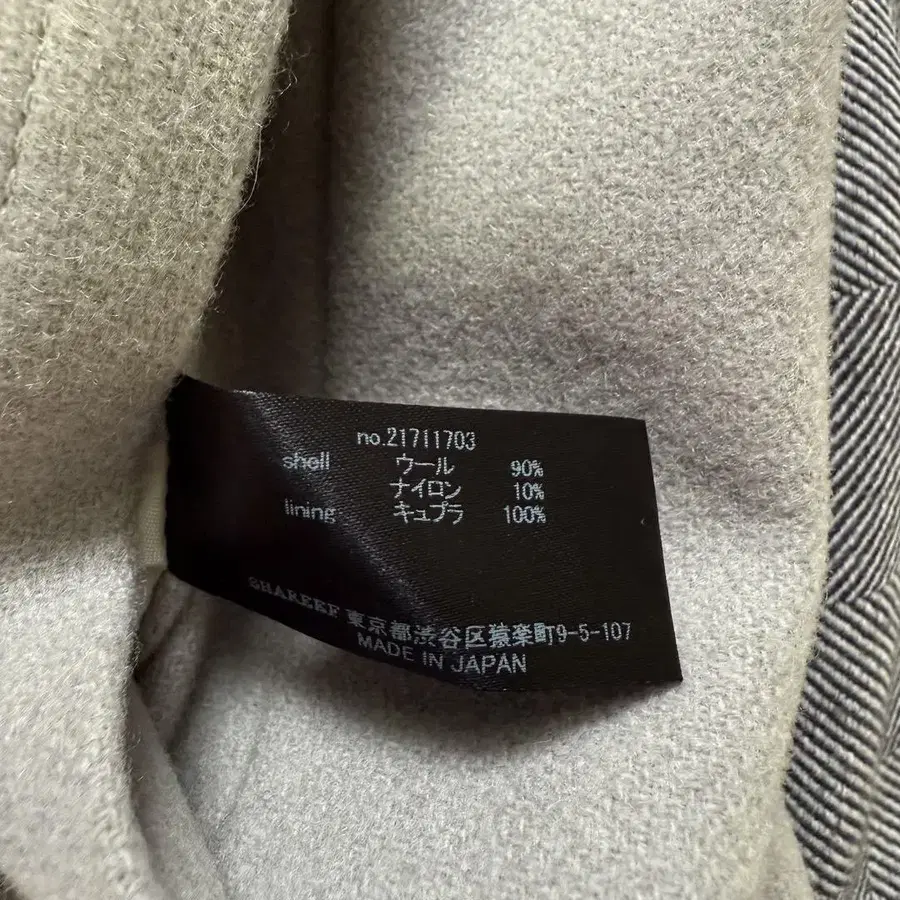 no.21711703
shell ウール 90%
ナイロン 10%
lining キュプラ 100%
SHAREEF 東京都渋谷区猿楽町9-5-107
MADE IN JAPAN